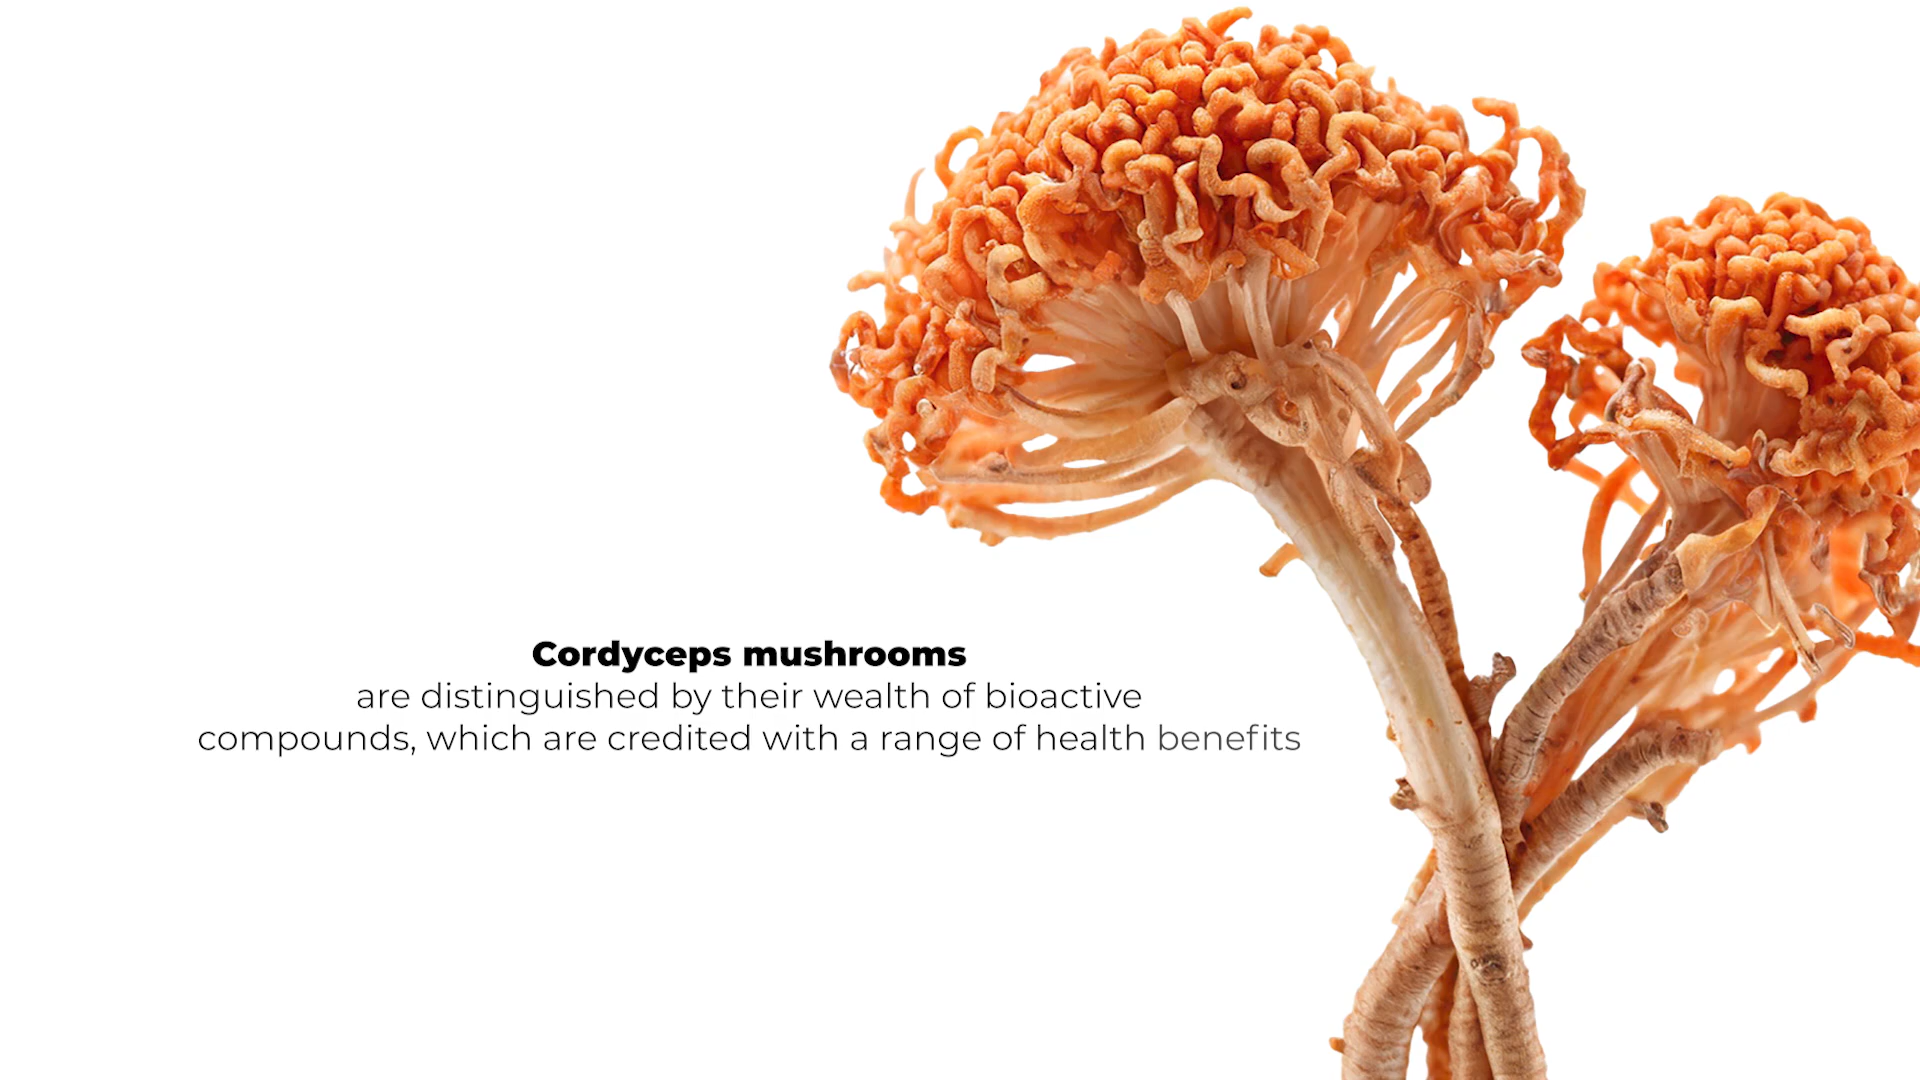 Cordyceps mushrooms
are distinguished by their wealth of bioactive
compounds, which are credited with a range of health benefits